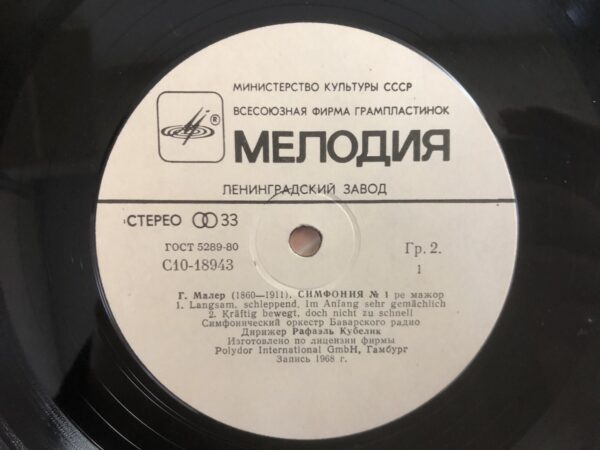 МИНИСТЕРСТВО КУЛЬТУРЫ СССР
ВСЕСОЮЗНАЯ ФИРМА ГРАМПЛАСТИНОК
®
МЕЛОДИЯ
ЛЕНИНГРАДСКИЙ ЗАВОД
СТЕРЕО 33
ГОСТ 5289-80
Гр. 2.
С10-18943
1
Г. Малер (1860—1911). СИМФОНИЯ № 1 ре мажор
1. Langsam, schleppend. Im Anfang sehr gemächlich
2. Kräftig bewegt, doch nicht zu schnell
Симфонический оркестр Баварского радио
Дирижер Рафаэль Кубелик
Изготовлено по лицензии фирмы
Polydor International GmbH, Гамбург
Запись 1968 г.